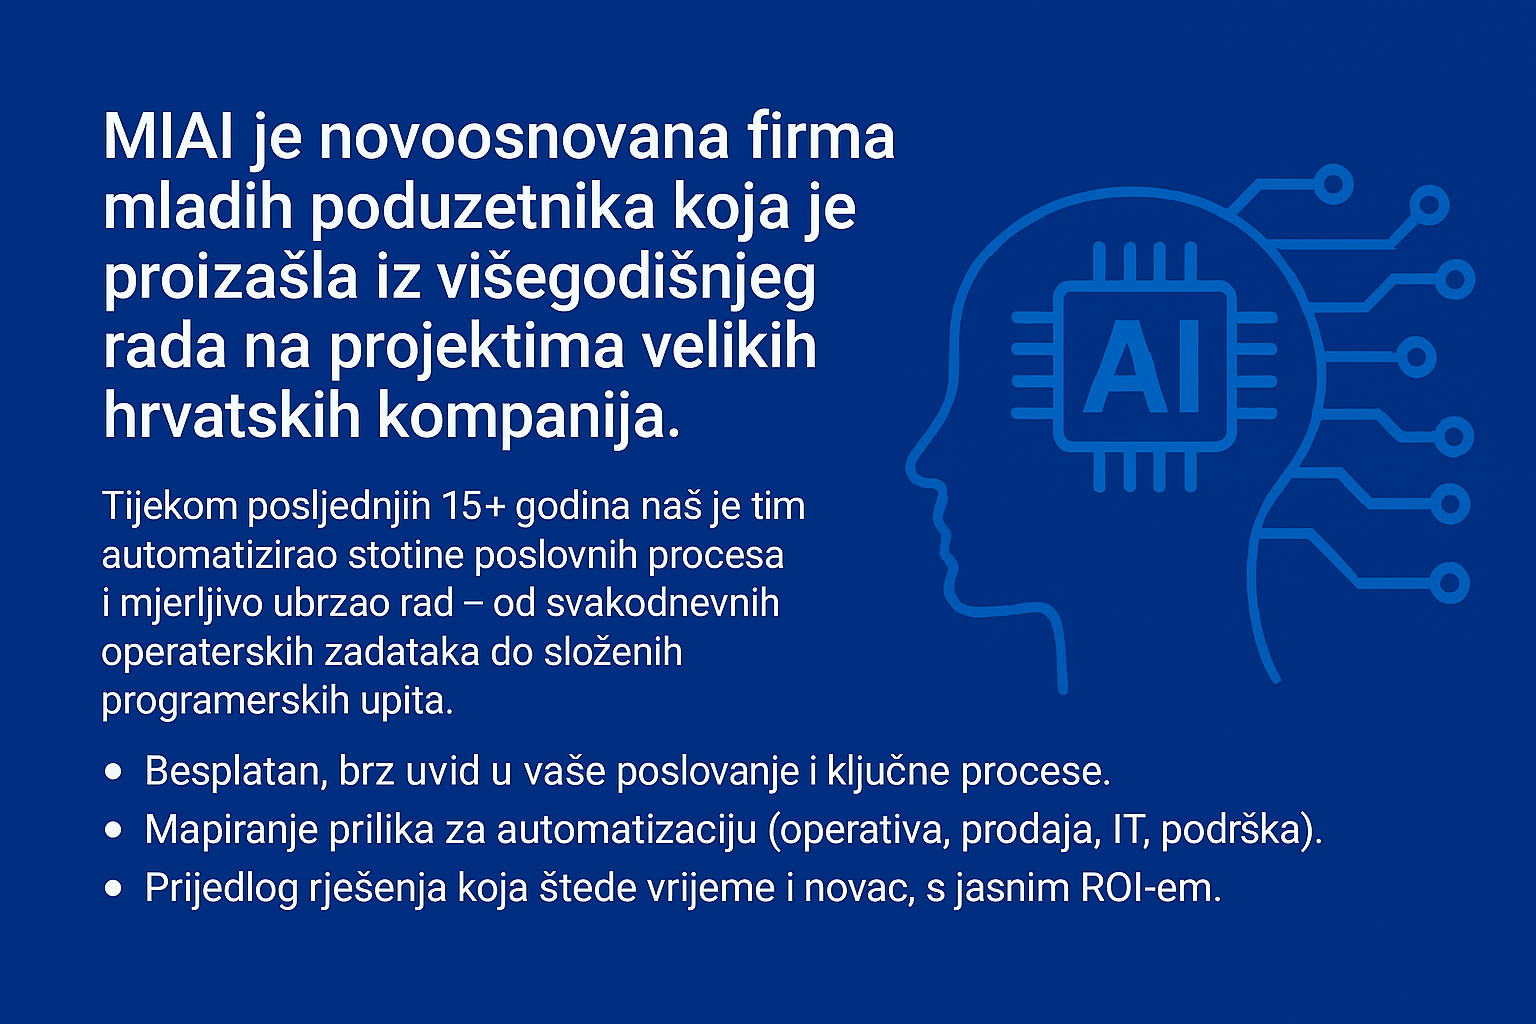 MIAI je novoosnovana firma
mladih poduzetnika koja je
proizašla iz višegodišnjeg
rada na projektima velikih
hrvatskih kompanija.
Tijekom posljednjih 15+ godina naš je tim
automatizirao stotine poslovnih procesa
i mjerljivo ubrzao rad – od svakodnevnih
operaterskih zadataka do složenih
programerskih upita.
• Besplatan, brz uvid u vaše poslovanje i ključne procese.
• Mapiranje prilika za automatizaciju (operativa, prodaja, IT, podrška).
• Prijedlog rješenja koja štede vrijeme i novac, s jasnim ROI-em.
AI